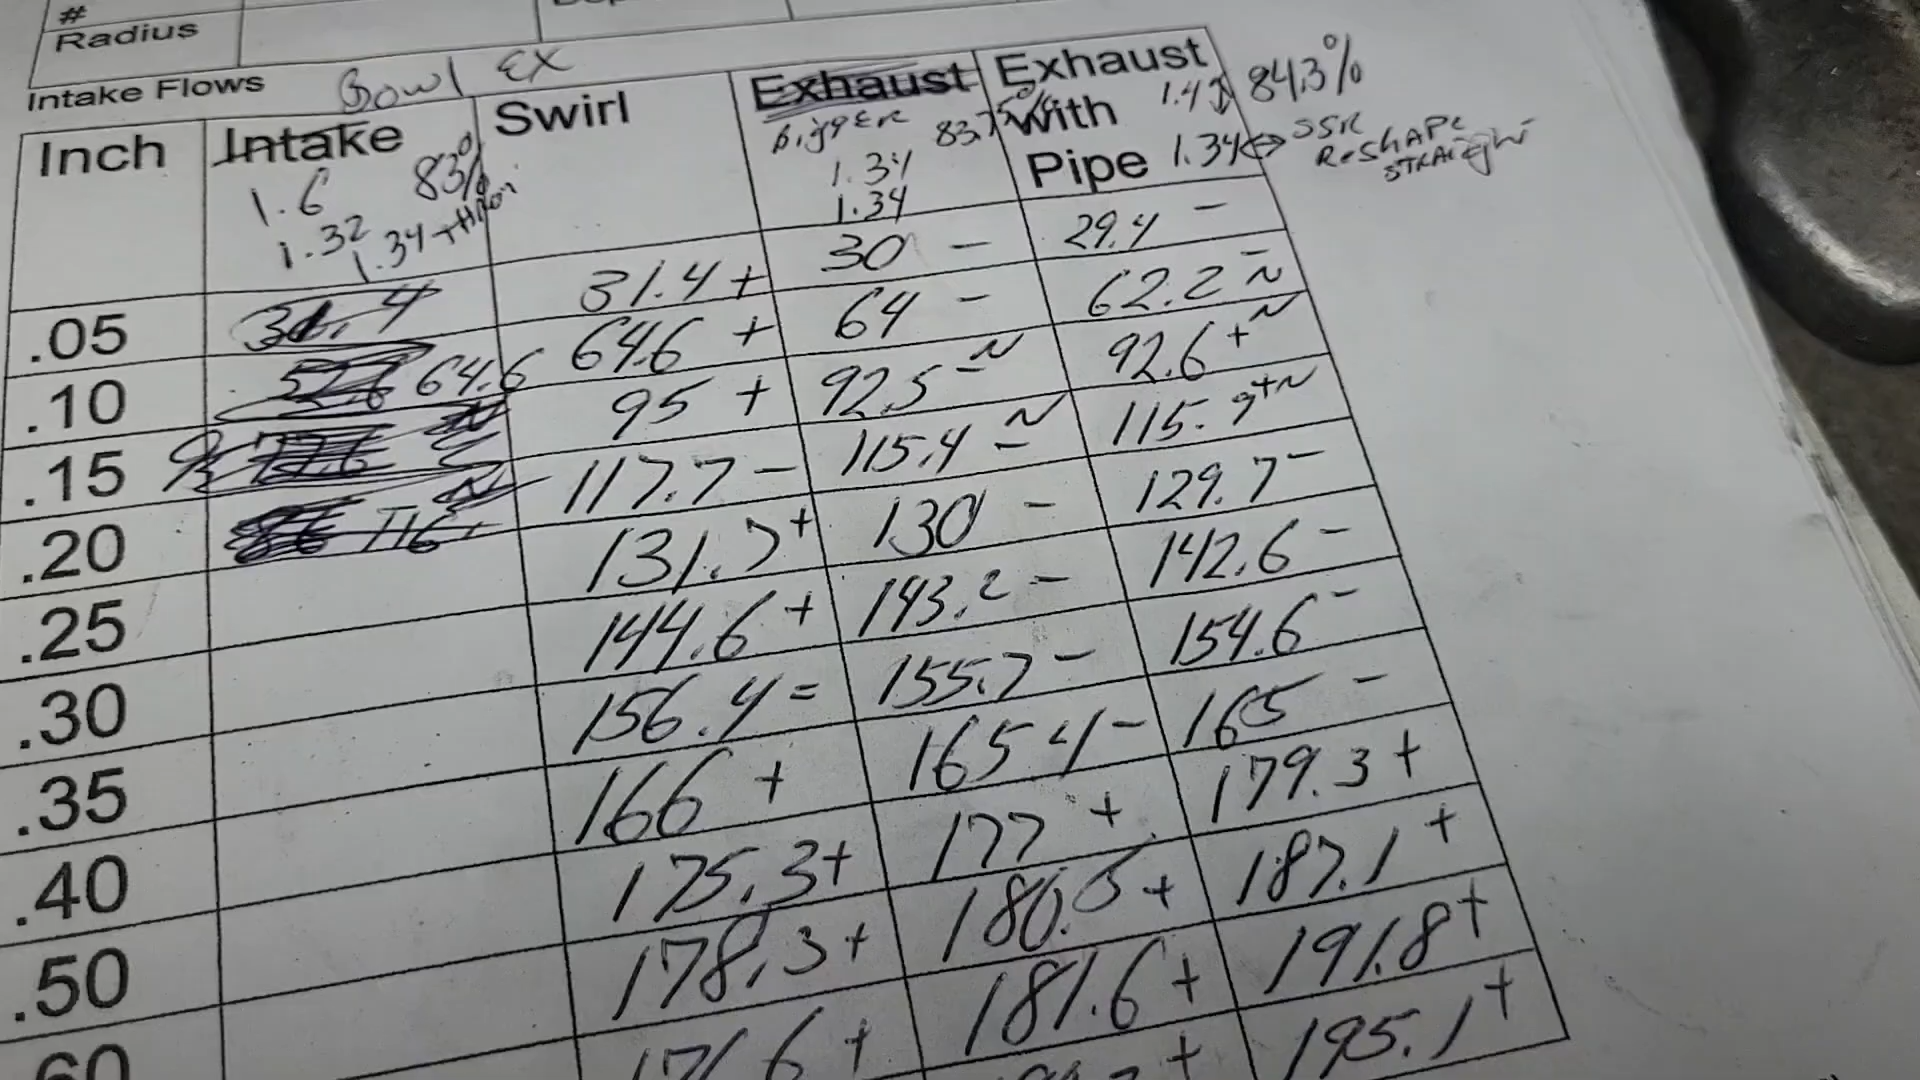 #
Radius
Intake Flows Bowl EX
Inch Intake Swirl Exhaust Exhaust With Pipe
1.6 83%
1.32 1.34
Bigger
1.34
1.34
1.4 84.3%
1.34 SSR
Reshape
Straight
.05 31.4+ 30 - 29.4 -
.10 64.6 64.6 + 64 - 62.2
.15 95 + 92.5 92.6 +
.20 117.7 - 115.4 115.9
.25 131.7+ 130 - 129.7 -
.30 144.6+ 143.2 - 142.6 -
.35 156.4 = 155.7 - 154.6 -
.40 166 + 165.4 - 165 -
.50 175.3+ 177 + 179.3 +
.60 178.3+ 180.5+ 187.1 +
181.6+ 191.8+
195.1+